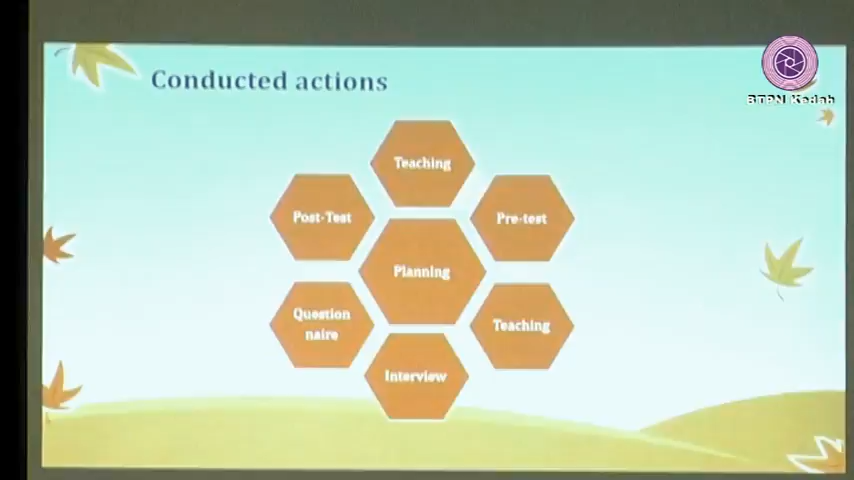 Conducted actions
BTPN Kedah
Teaching
Post-Test
Pre-test
Planning
Question
naire
Teaching
Interview